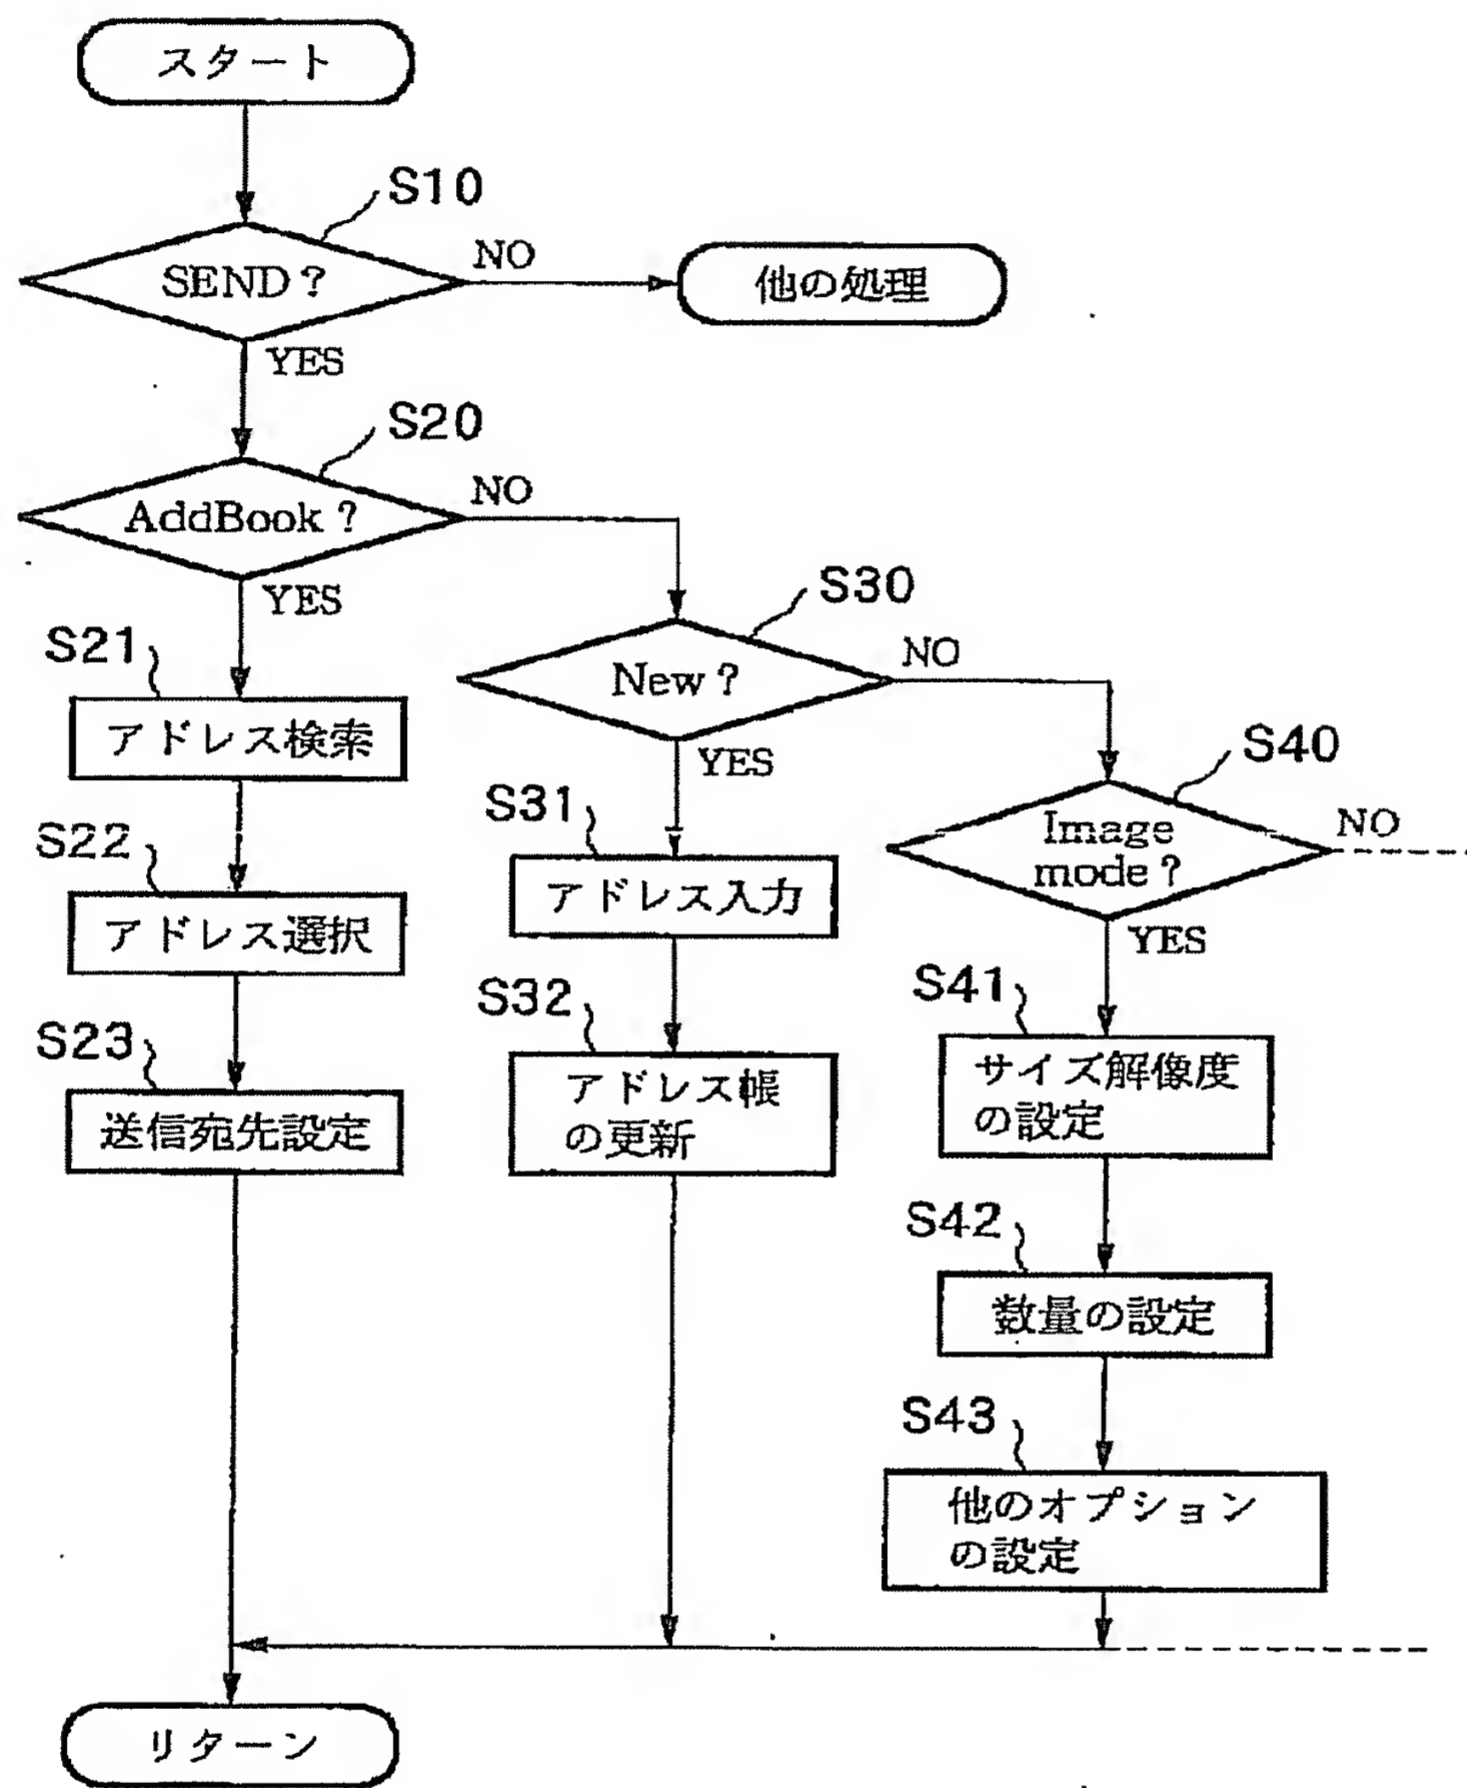 スタート
S10
SEND?
NO
他の処理
YES
S20
AddBook?
NO
YES
S30
New?
NO
YES
S21
アドレス検索
S22
アドレス選択
S23
送信宛先設定
S31
アドレス入力
S32
アドレス帳
の更新
S40
Image
mode?
NO
YES
S41
サイズ解像度
の設定
S42
数量の設定
S43
他のオプション
の設定
リターン